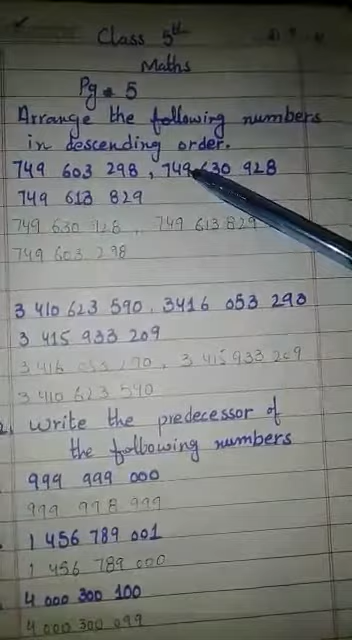 Class 5th
Maths
Pg. 5
Arrange the following numbers
in descending order.
749 603 298, 749 630 928
749 613 829
749 630 928, 749 613 829
749 603 298
3 410 623 590, 3416 053 290
3 415 933 209
3 416 053 290, 3 415 933 209
3 410 623 590
2. Write the predecessor of
the following numbers
999 999 000
999 998 999
1 456 789 001
1 456 789 000
4 000 300 100
4 000 300 099